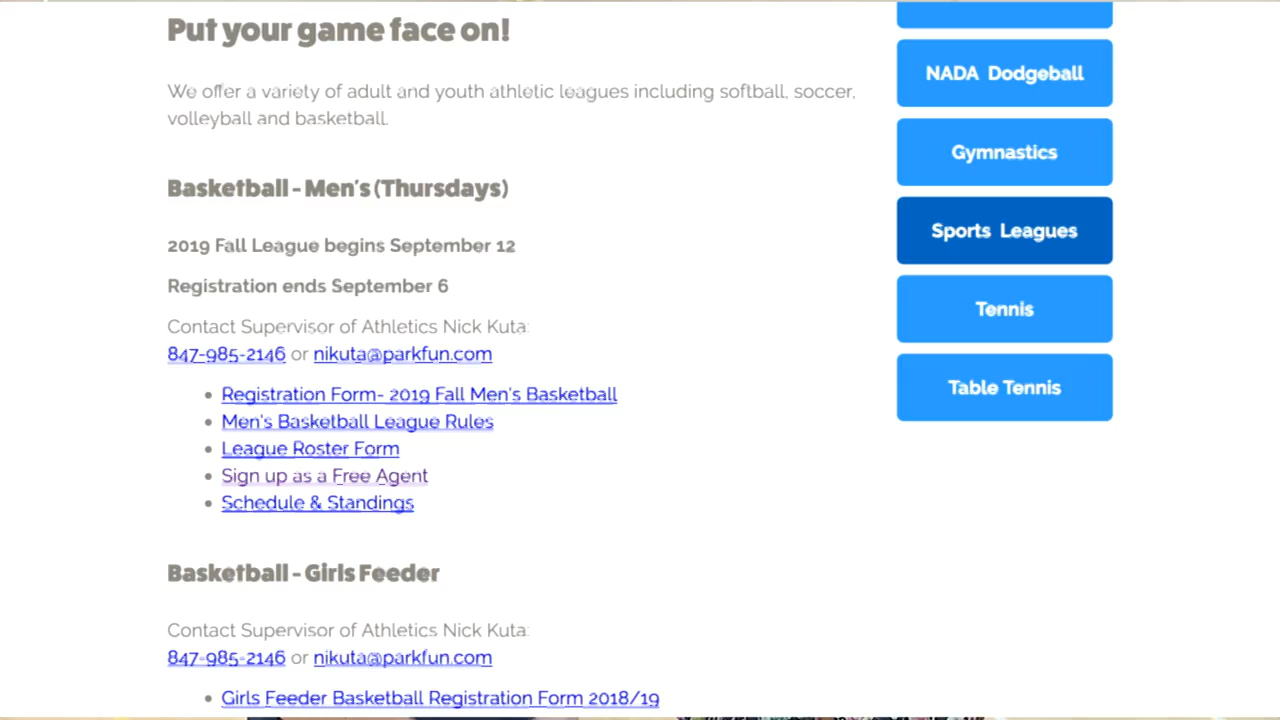 Put your game face on!
We offer a variety of adult and youth athletic leagues including softball, soccer,
volleyball and basketball.
Basketball - Men's (Thursdays)
2019 Fall League begins September 12
Registration ends September 6
Contact Supervisor of Athletics Nick Kuta:
847-985-2146 or nikuta@parkfun.com
Registration Form- 2019 Fall Men's Basketball
Men's Basketball League Rules
League Roster Form
Sign up as a Free Agent
Schedule & Standings
Basketball - Girls Feeder
Contact Supervisor of Athletics Nick Kuta:
847-985-2146 or nikuta@parkfun.com
Girls Feeder Basketball Registration Form 2018/19
NADA Dodgeball
Gymnastics
Sports Leagues
Tennis
Table Tennis